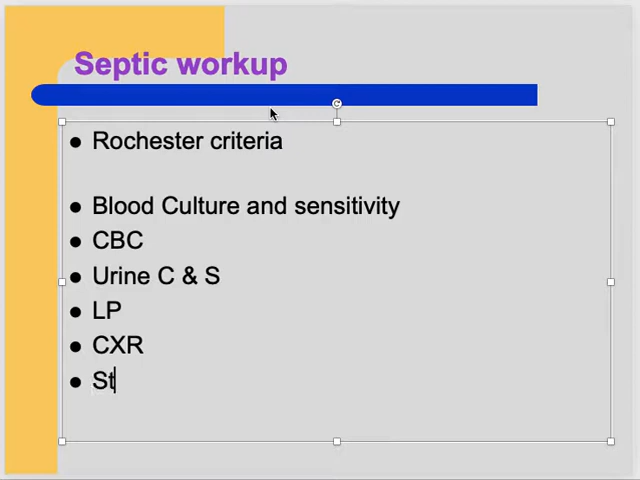 Septic workup
Rochester criteria
Blood Culture and sensitivity
CBC
Urine C & S
LP
CXR
St